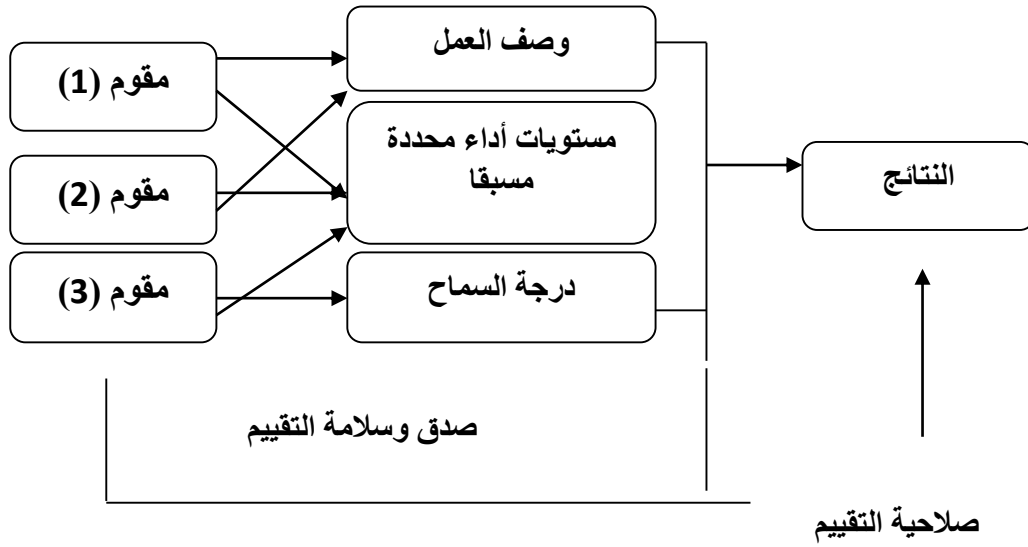 وصف العمل
مقوم (1)
مستويات أداء محددة
مسبقا
النتائج
مقوم (2)
درجة السماح
مقوم (3)
صدق وسلامة التقييم
صلاحية التقييم